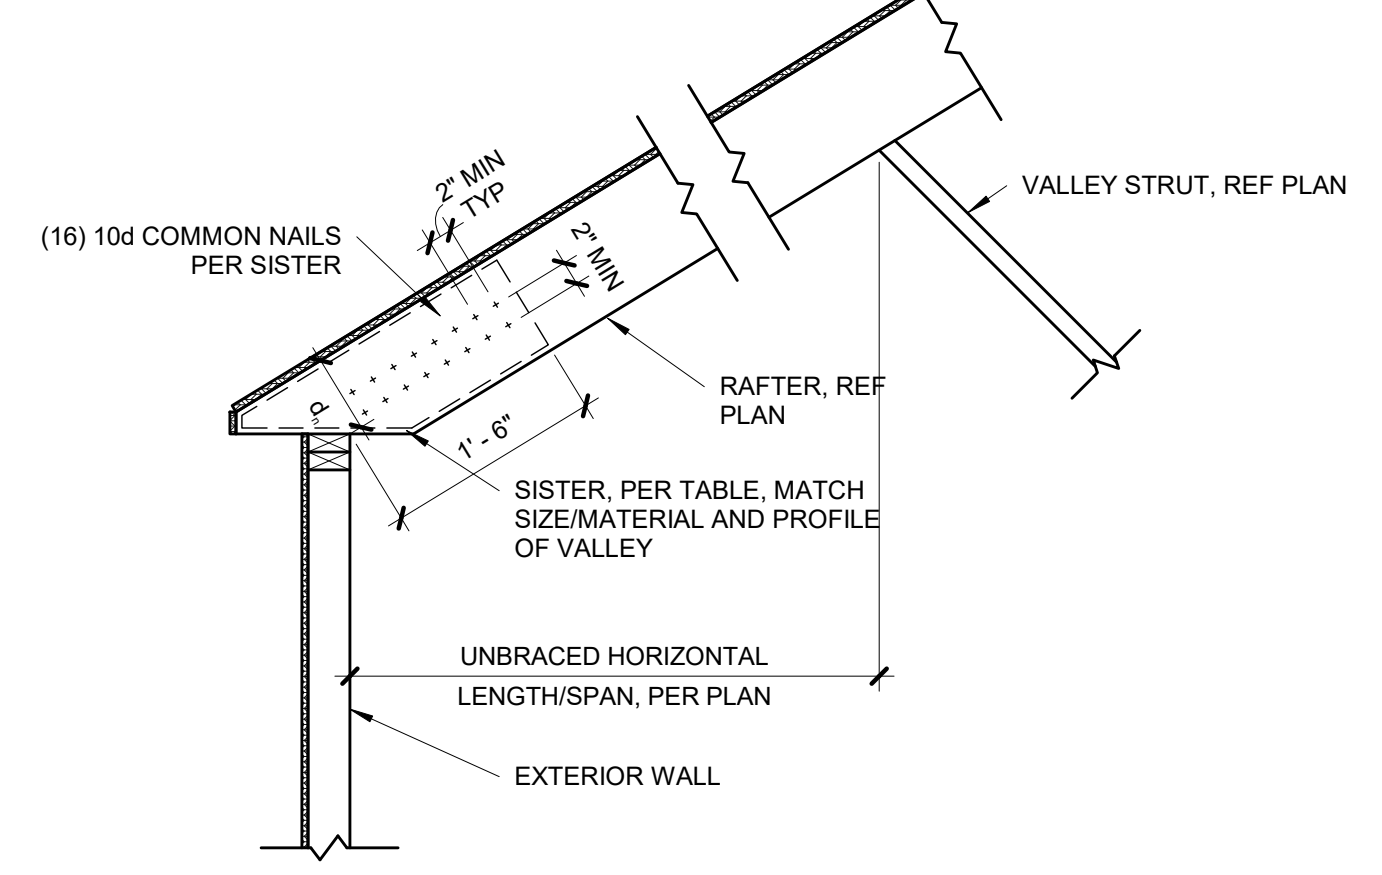 2" MIN
TYP
2" MIN
(16) 10d COMMON NAILS
PER SISTER
VALLEY STRUT, REF PLAN
RAFTER, REF
PLAN
dn
1' - 6"
SISTER, PER TABLE, MATCH
SIZE/MATERIAL AND PROFILE
OF VALLEY
UNBRACED HORIZONTAL
LENGTH/SPAN, PER PLAN
EXTERIOR WALL